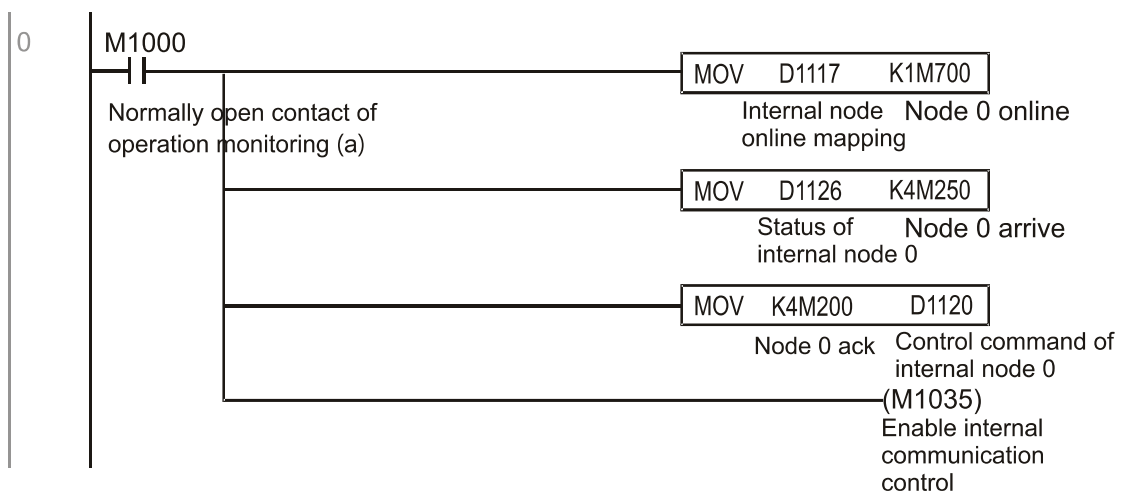 0
M1000
Normally open contact of
operation monitoring (a)
MOV D1117 K1M700
Internal node
online mapping
Node 0 online
MOV D1126 K4M250
Status of
internal node 0
Node 0 arrive
MOV K4M200 D1120
Node 0 ack
Control command of
internal node 0
(M1035)
Enable internal
communication
control